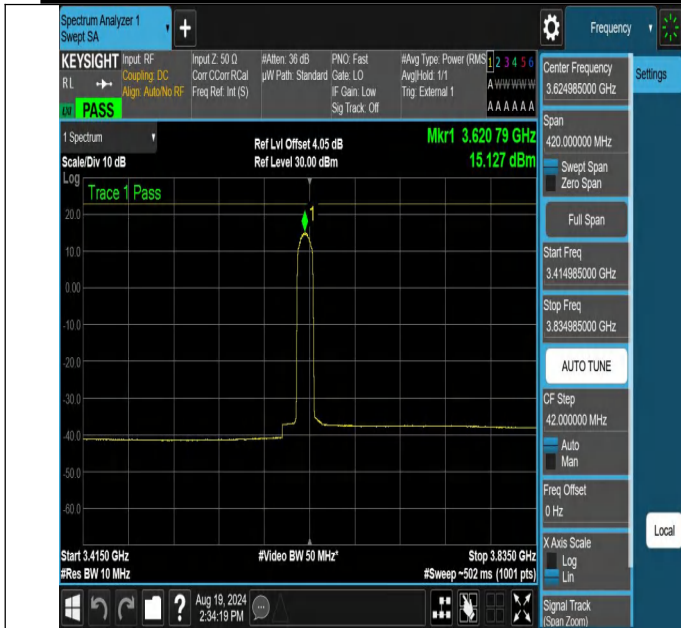 Spectrum Analyzer 1
Swept SA
+
Frequency
KEYSIGHT
RL
PASS
Input: RF
Coupling: DC
Align: Auto/No RF
Input Z: 50 Ω
Corr CCorr RCal
Freq Ref: Int (S)
#Atten: 36 dB
µW Path: Standard
PNO: Fast
Gate: LO
IF Gain: Low
Sig Track: Off
#Avg Type: Power (RMS
Avg|Hold: 1/1
Trig: External 1
1 2 3 4 5 6
A W W W W W
A A A A A A
1 Spectrum
Scale/Div 10 dB
Log
Ref Lvl Offset 4.05 dB
Ref Level 30.00 dBm
Mkr1 3.620 79 GHz
15.127 dBm
Trace 1 Pass
1
20.0
10.0
0.00
-10.0
-20.0
-30.0
-40.0
-50.0
-60.0
Start 3.4150 GHz
#Res BW 10 MHz
#Video BW 50 MHz*
Stop 3.8350 GHz
#Sweep ~502 ms (1001 pts)
?
Aug 19, 2024
2:34:19 PM
Center Frequency
3.624985000 GHz
Settings
Span
420.000000 MHz
Swept Span
Zero Span
Full Span
Start Freq
3.414985000 GHz
Stop Freq
3.834985000 GHz
AUTO TUNE
CF Step
42.000000 MHz
Auto
Man
Freq Offset
0 Hz
X Axis Scale
Log
Lin
Local
Signal Track
(Span Zoom)